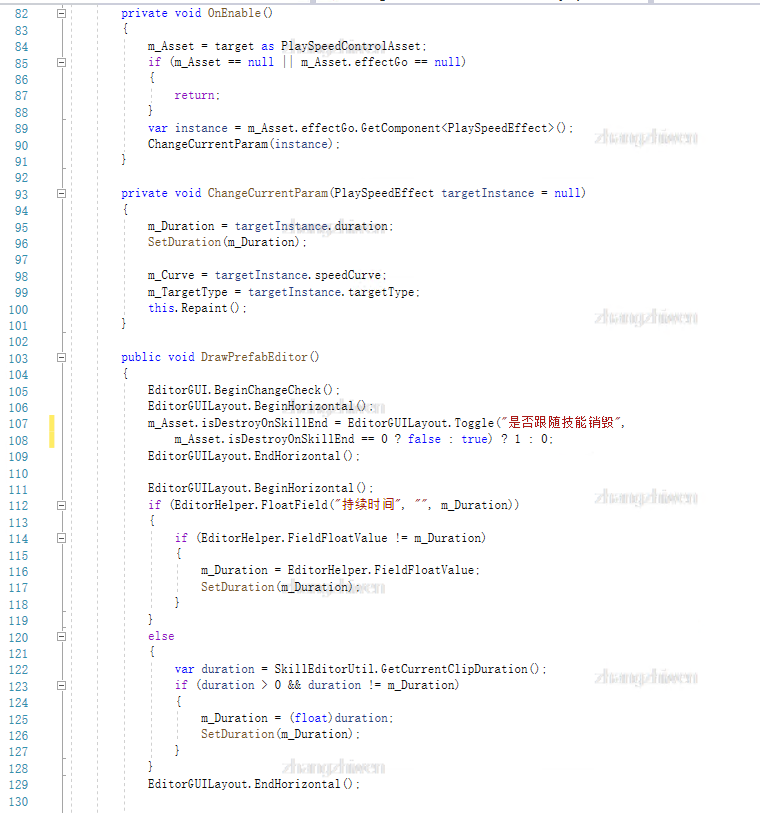 82 private void OnEnable()
83 {
84 m_Asset = target as PlaySpeedControlAsset;
85 if (m_Asset == null || m_Asset.effectGo == null)
86 {
87 return;
88 }
89 var instance = m_Asset.effectGo.GetComponent<PlaySpeedEffect>();
90 ChangeCurrentParam(instance);
91 }
92
93 private void ChangeCurrentParam(PlaySpeedEffect targetInstance = null)
94 {
95 m_Duration = targetInstance.duration;
96 SetDuration(m_Duration);
97
98 m_Curve = targetInstance.speedCurve;
99 m_TargetType = targetInstance.targetType;
100 this.Repaint();
101 }
102
103 public void DrawPrefabEditor()
104 {
105 EditorGUI.BeginChangeCheck();
106 EditorGUILayout.BeginHorizontal();
107 m_Asset.isDestroyOnSkillEnd = EditorGUILayout.Toggle("是否跟随技能销毁",
108 m_Asset.isDestroyOnSkillEnd == 0 ? false : true) ? 1 : 0;
109 EditorGUILayout.EndHorizontal();
110
111 EditorGUILayout.BeginHorizontal();
112 if (EditorHelper.FloatField("持续时间", "", m_Duration))
113 {
114 if (EditorHelper.FieldFloatValue != m_Duration)
115 {
116 m_Duration = EditorHelper.FieldFloatValue;
117 SetDuration(m_Duration);
118 }
119 }
120 else
121 {
122 var duration = SkillEditorUtil.GetCurrentClipDuration();
123 if (duration > 0 && duration != m_Duration)
124 {
125 m_Duration = (float)duration;
126 SetDuration(m_Duration);
127 }
128 }
129 EditorGUILayout.EndHorizontal();
130
zhangzhiwen
zhangzhiwen
zhangzhiwen
zhangzhiwen
zhangzhiwen